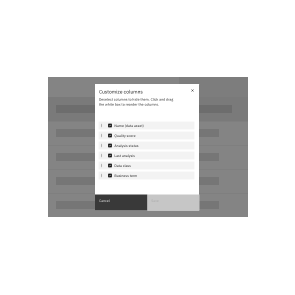 Customize columns
Deselect columns to hide them. Click and drag
the white box to reorder the columns.
Name (data asset)
Quality score
Analysis status
Last analysis
Data class
Business term
Cancel